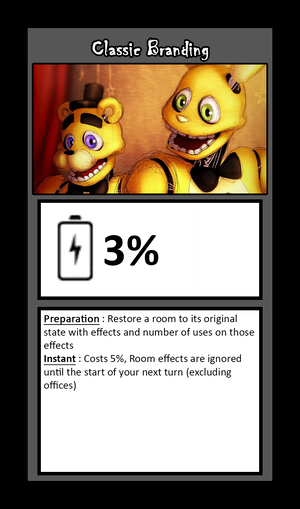 Classic Branding
3%
Preparation : Restore a room to its original
state with effects and number of uses on those
effects
Instant : Costs 5%, Room effects are ignored
until the start of your next turn (excluding
offices)